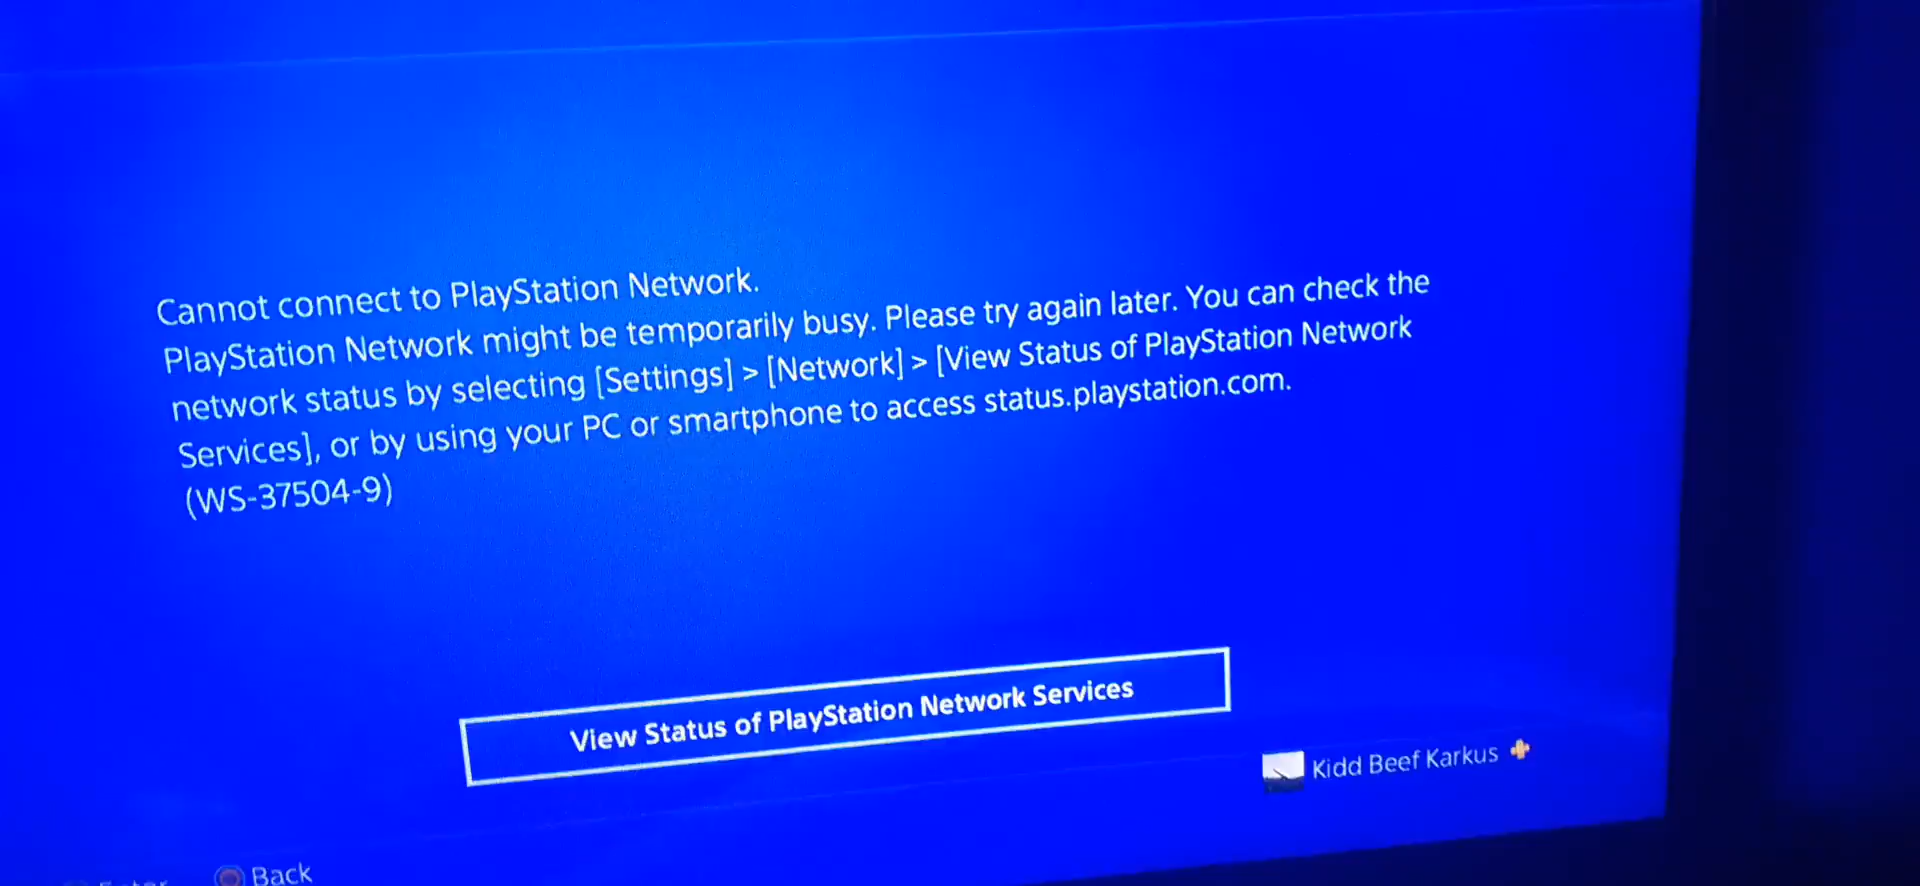 Cannot connect to PlayStation Network.
PlayStation Network might be temporarily busy. Please try again later. You can check the
network status by selecting [Settings] > [Network] > [View Status of PlayStation Network
Services], or by using your PC or smartphone to access status.playstation.com.
(WS-37504-9)
View Status of PlayStation Network Services
Kidd Beef Karkus
Back